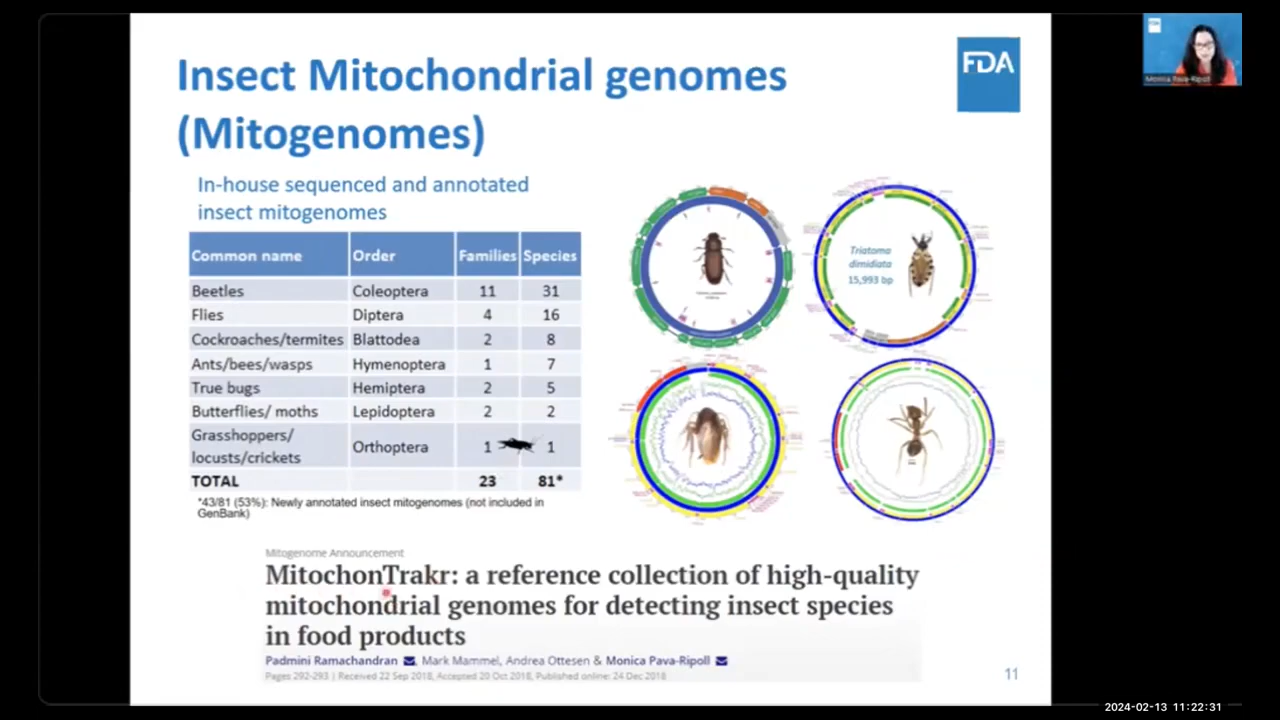 Insect Mitochondrial genomes
(Mitogenomes)
FDA
FDA
Monica Pava-Ripoll
In-house sequenced and annotated
insect mitogenomes
Common name Order Families Species
Beetles Coleoptera 11 31
Flies Diptera 4 16
Cockroaches/termites Blattodea 2 8
Ants/bees/wasps Hymenoptera 1 7
True bugs Hemiptera 2 5
Butterflies/ moths Lepidoptera 2 2
Grasshoppers/
locusts/crickets Orthoptera 1 1
TOTAL 23 81*
*43/81 (53%): Newly annotated insect mitogenomes (not included in
GenBank)
Triatoma
dimidiata
15,993 bp
Mitogenome Announcement
MitochonTrakr: a reference collection of high-quality
mitochondrial genomes for detecting insect species
in food products
Padmini Ramachandran, Mark Mammel, Andrea Ottesen & Monica Pava-Ripoll
Pages 292-293 | Received 22 Sep 2018, Accepted 20 Oct 2018, Published online: 24 Dec 2018
11
2024-02-13 11:22:31